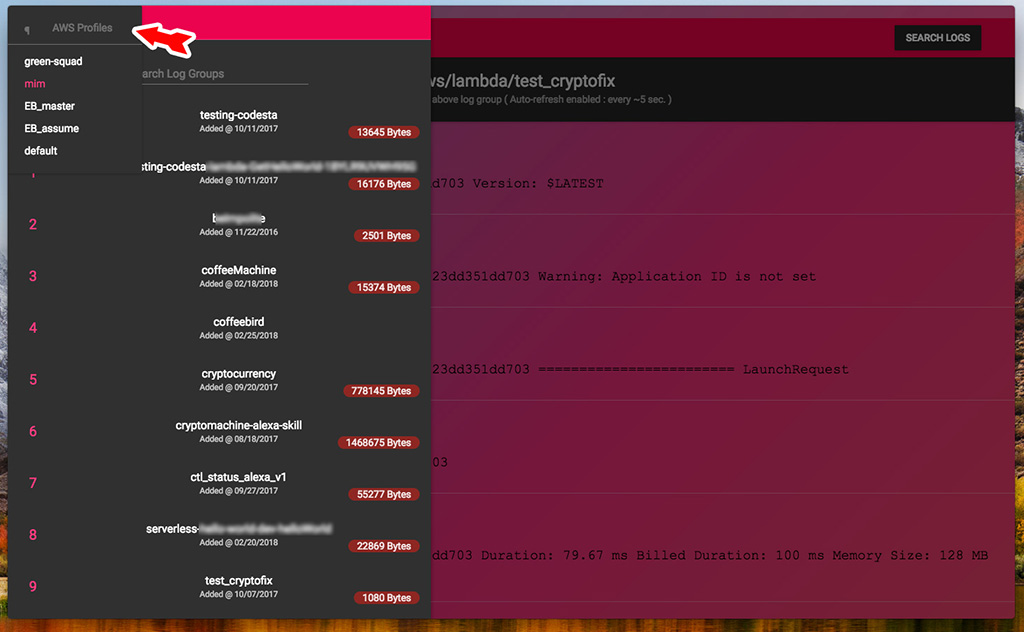 AWS Profiles
green-squad
mim
EB_master
EB_assume
default
arch Log Groups
testing-codesta
Added @ 10/11/2017
13645 Bytes
1
sting-codesta
Added @ 10/11/2017
16176 Bytes
2
Added @ 11/22/2016
2501 Bytes
3
coffeeMachine
Added @ 02/18/2018
15374 Bytes
4
coffeebird
Added @ 02/25/2018
5
cryptocurrency
Added @ 09/20/2017
778145 Bytes
6
cryptomachine-alexa-skill
Added @ 08/18/2017
1468675 Bytes
7
ctl_status_alexa_v1
Added @ 09/27/2017
55277 Bytes
8
serverless-
Added @ 02/20/2018
22869 Bytes
9
test_cryptofix
Added @ 10/07/2017
1080 Bytes
SEARCH LOGS
ws/lambda/test_cryptofix
above log group ( Auto-refresh enabled : every ~5 sec. )
dd703 Version: $LATEST
23dd351dd703 Warning: Application ID is not set
23dd351dd703 ======================== LaunchRequest
03
dd703 Duration: 79.67 ms Billed Duration: 100 ms Memory Size: 128 MB